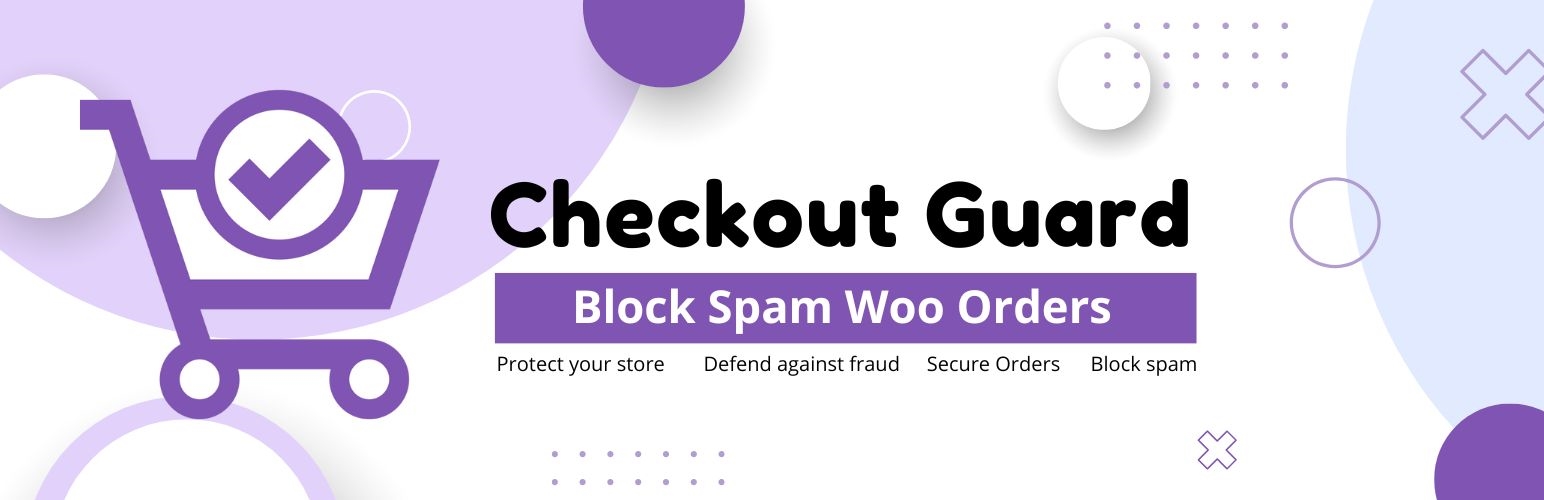 Checkout Guard
Block Spam Woo Orders
Protect your store Defend against fraud Secure Orders Block spam